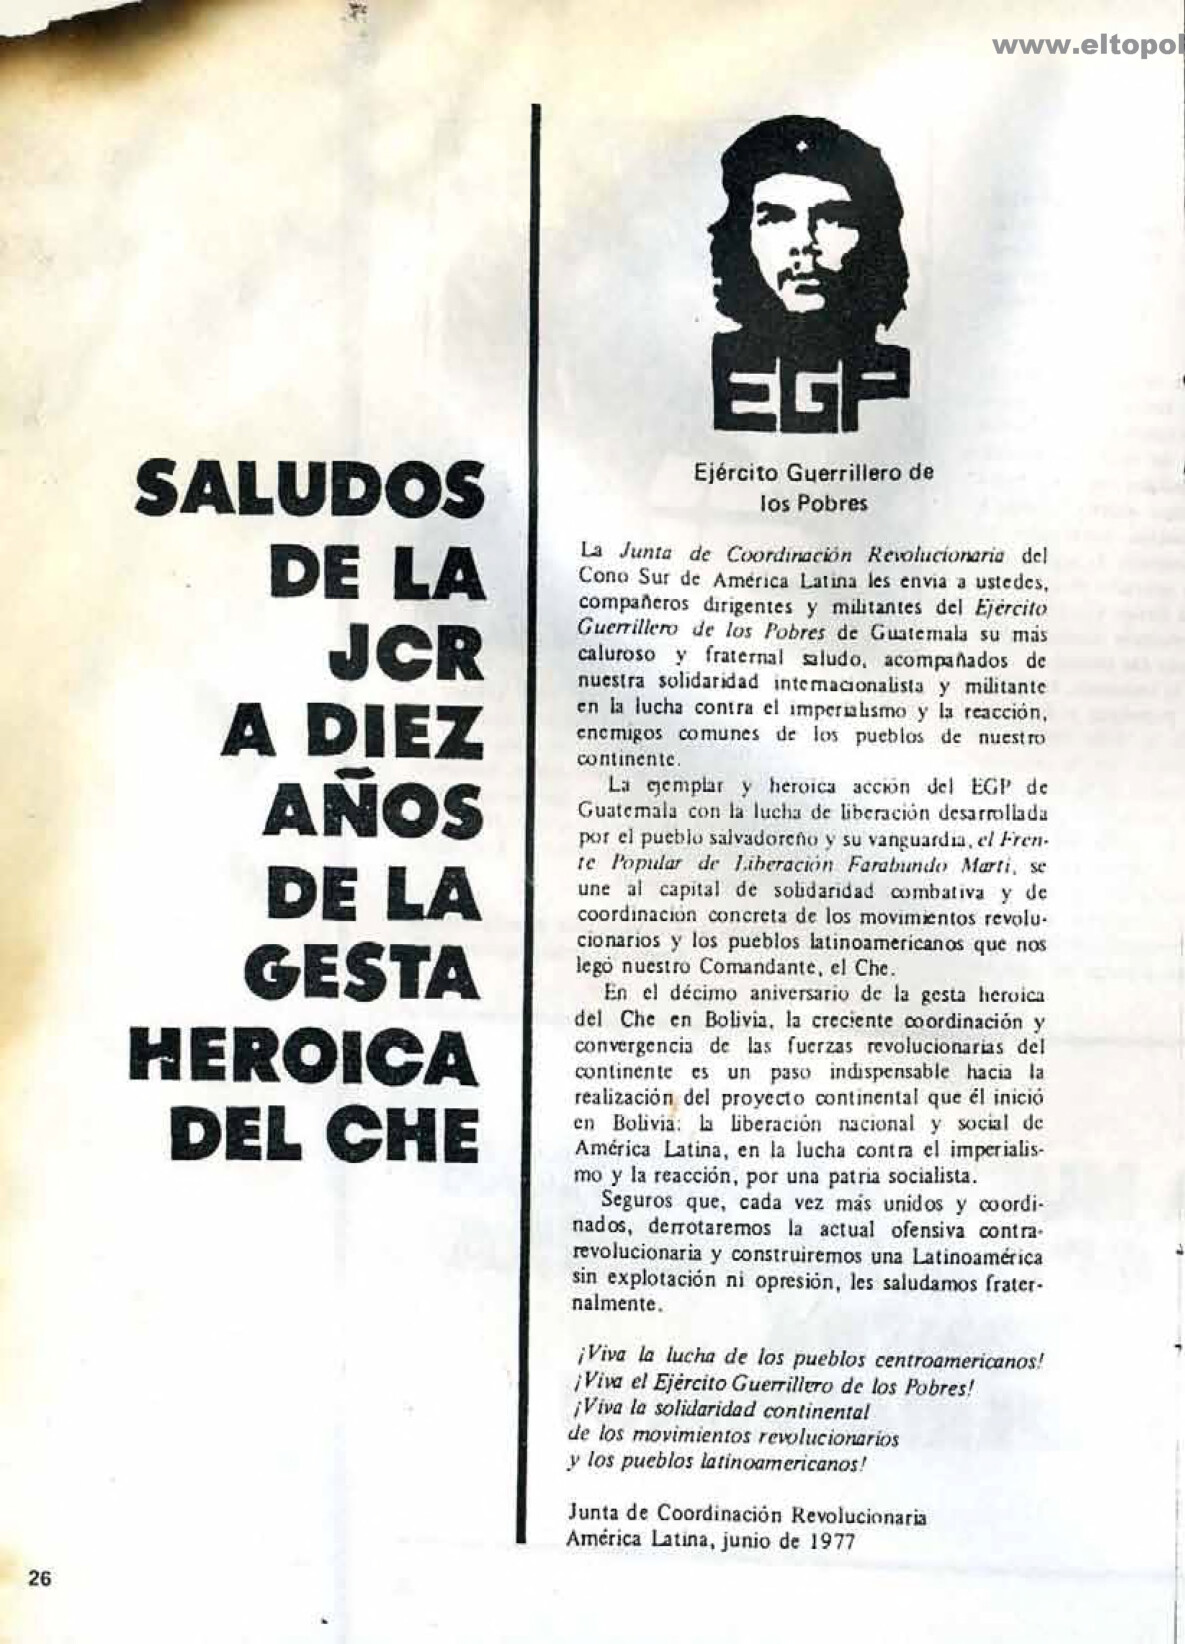 www.eltopol
SALUDOS
DE LA
JCR
A DIEZ
AÑOS
DE LA
GESTA
HEROICA
DEL CHE
EGP
Ejército Guerrillero de
los Pobres
La Junta de Coordinación Revolucionaria del
Cono Sur de América Latina les envia a ustedes,
compañeros dirigentes y militantes del Ejército
Guerrillero de los Pobres de Guatemala su más
caluroso y fraternal saludo, acompañados de
nuestra solidaridad internacionalista y militante
en la lucha contra el imperialismo y la reacción,
enemigos comunes de los pueblos de nuestro
continente.
La ejemplar y heroica acción del EGP de
Guatemala con la lucha de liberación desarrollada
por el pueblo salvadoreño y su vanguardia, el Fren-
te Popular de Liberación Farabundo Marti, se
une al capital de solidaridad combativa y de
coordinación concreta de los movimientos revolu-
cionarios y los pueblos latinoamericanos que nos
legó nuestro Comandante, el Che.
En el décimo aniversario de la gesta heroica
del Che en Bolivia, la creciente coordinación y
convergencia de las fuerzas revolucionarias del
continente es un paso indispensable hacia la
realización del proyecto continental que él inició
en Bolivia: la liberación nacional y social de
América Latina, en la lucha contra el imperialis-
mo y la reacción, por una patria socialista.
Seguros que, cada vez más unidos y coordi-
nados, derrotaremos la actual ofensiva contra-
revolucionaria y construiremos una Latinoamérica
sin explotación ni opresión, les saludamos frater-
nalmente.
¡Viva la lucha de los pueblos centroamericanos!
¡Viva el Ejército Guerrillero de los Pobres!
¡Viva la solidaridad continental
de los movimientos revolucionarios
y los pueblos latinoamericanos!
Junta de Coordinación Revolucionaria
América Latina, junio de 1977
26